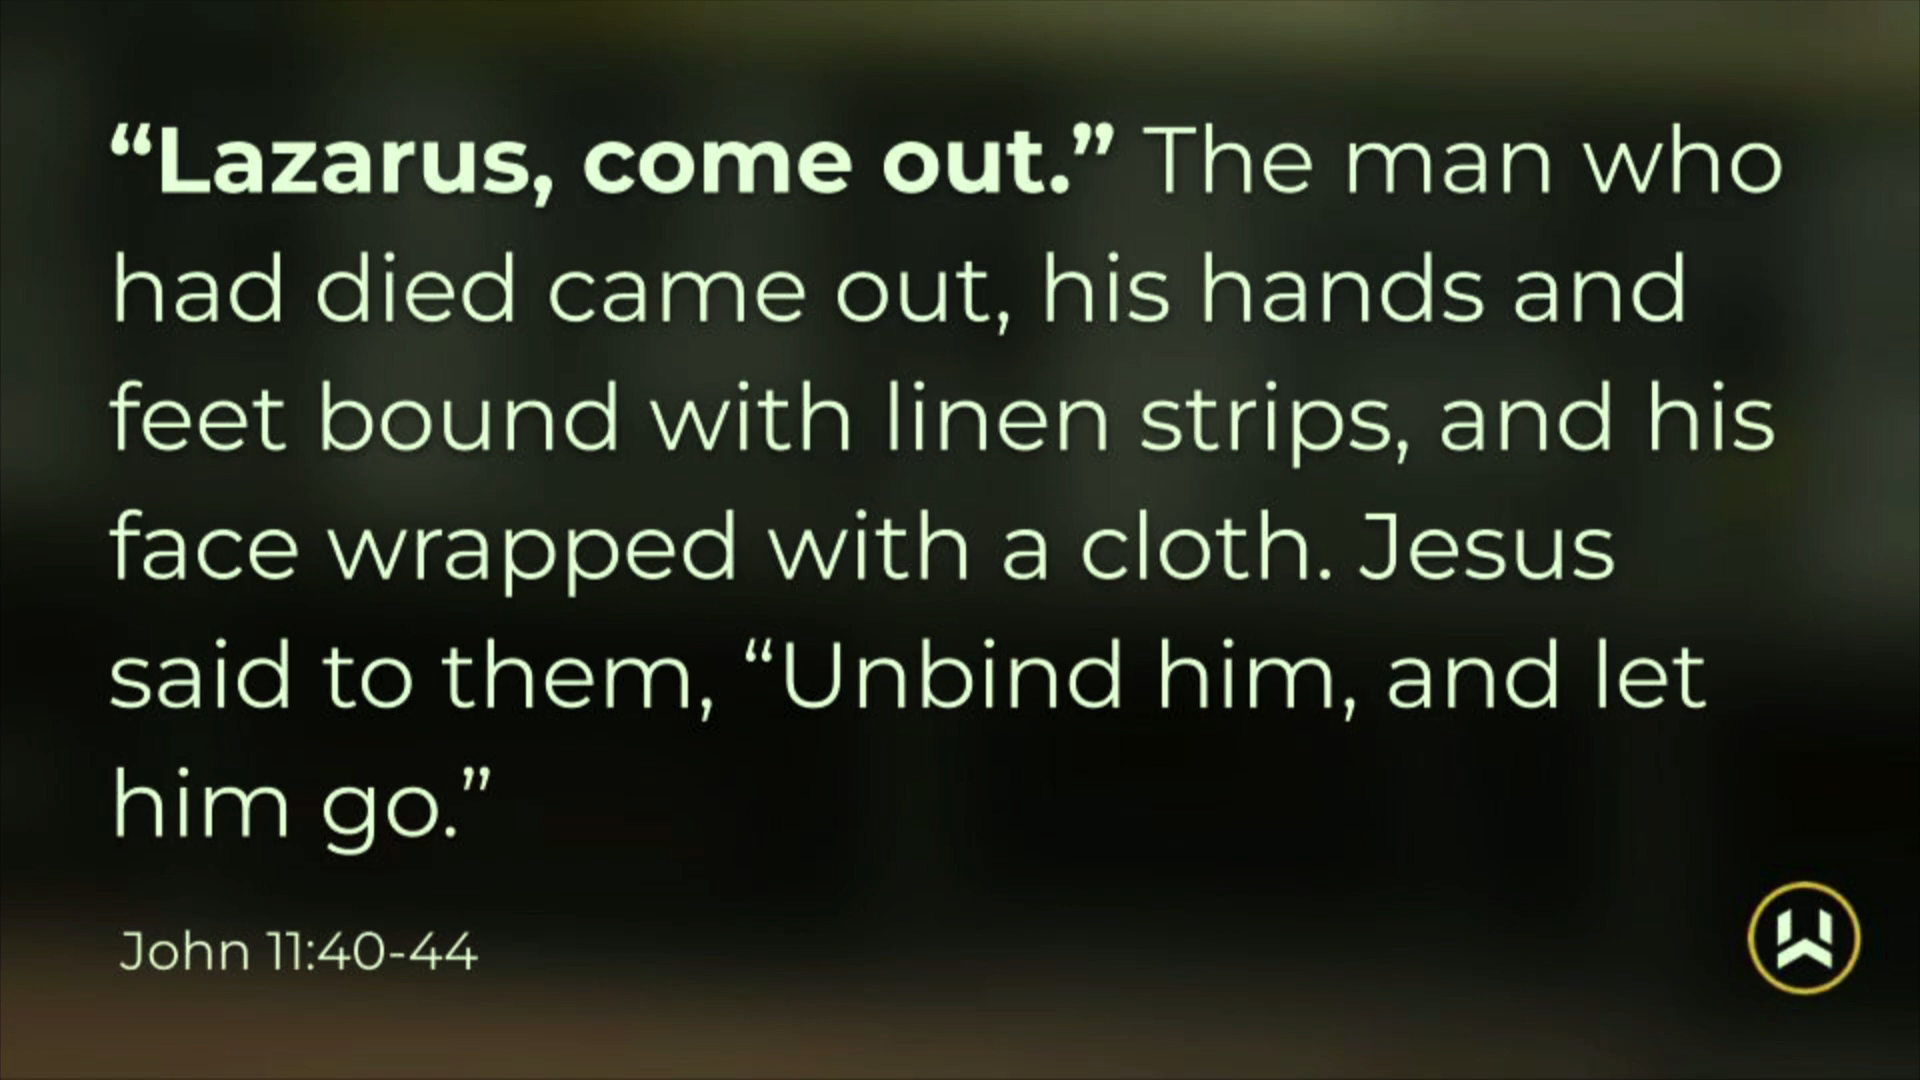 “Lazarus, come out.” The man who
had died came out, his hands and
feet bound with linen strips, and his
face wrapped with a cloth. Jesus
said to them, “Unbind him, and let
him go.”
John 11:40-44